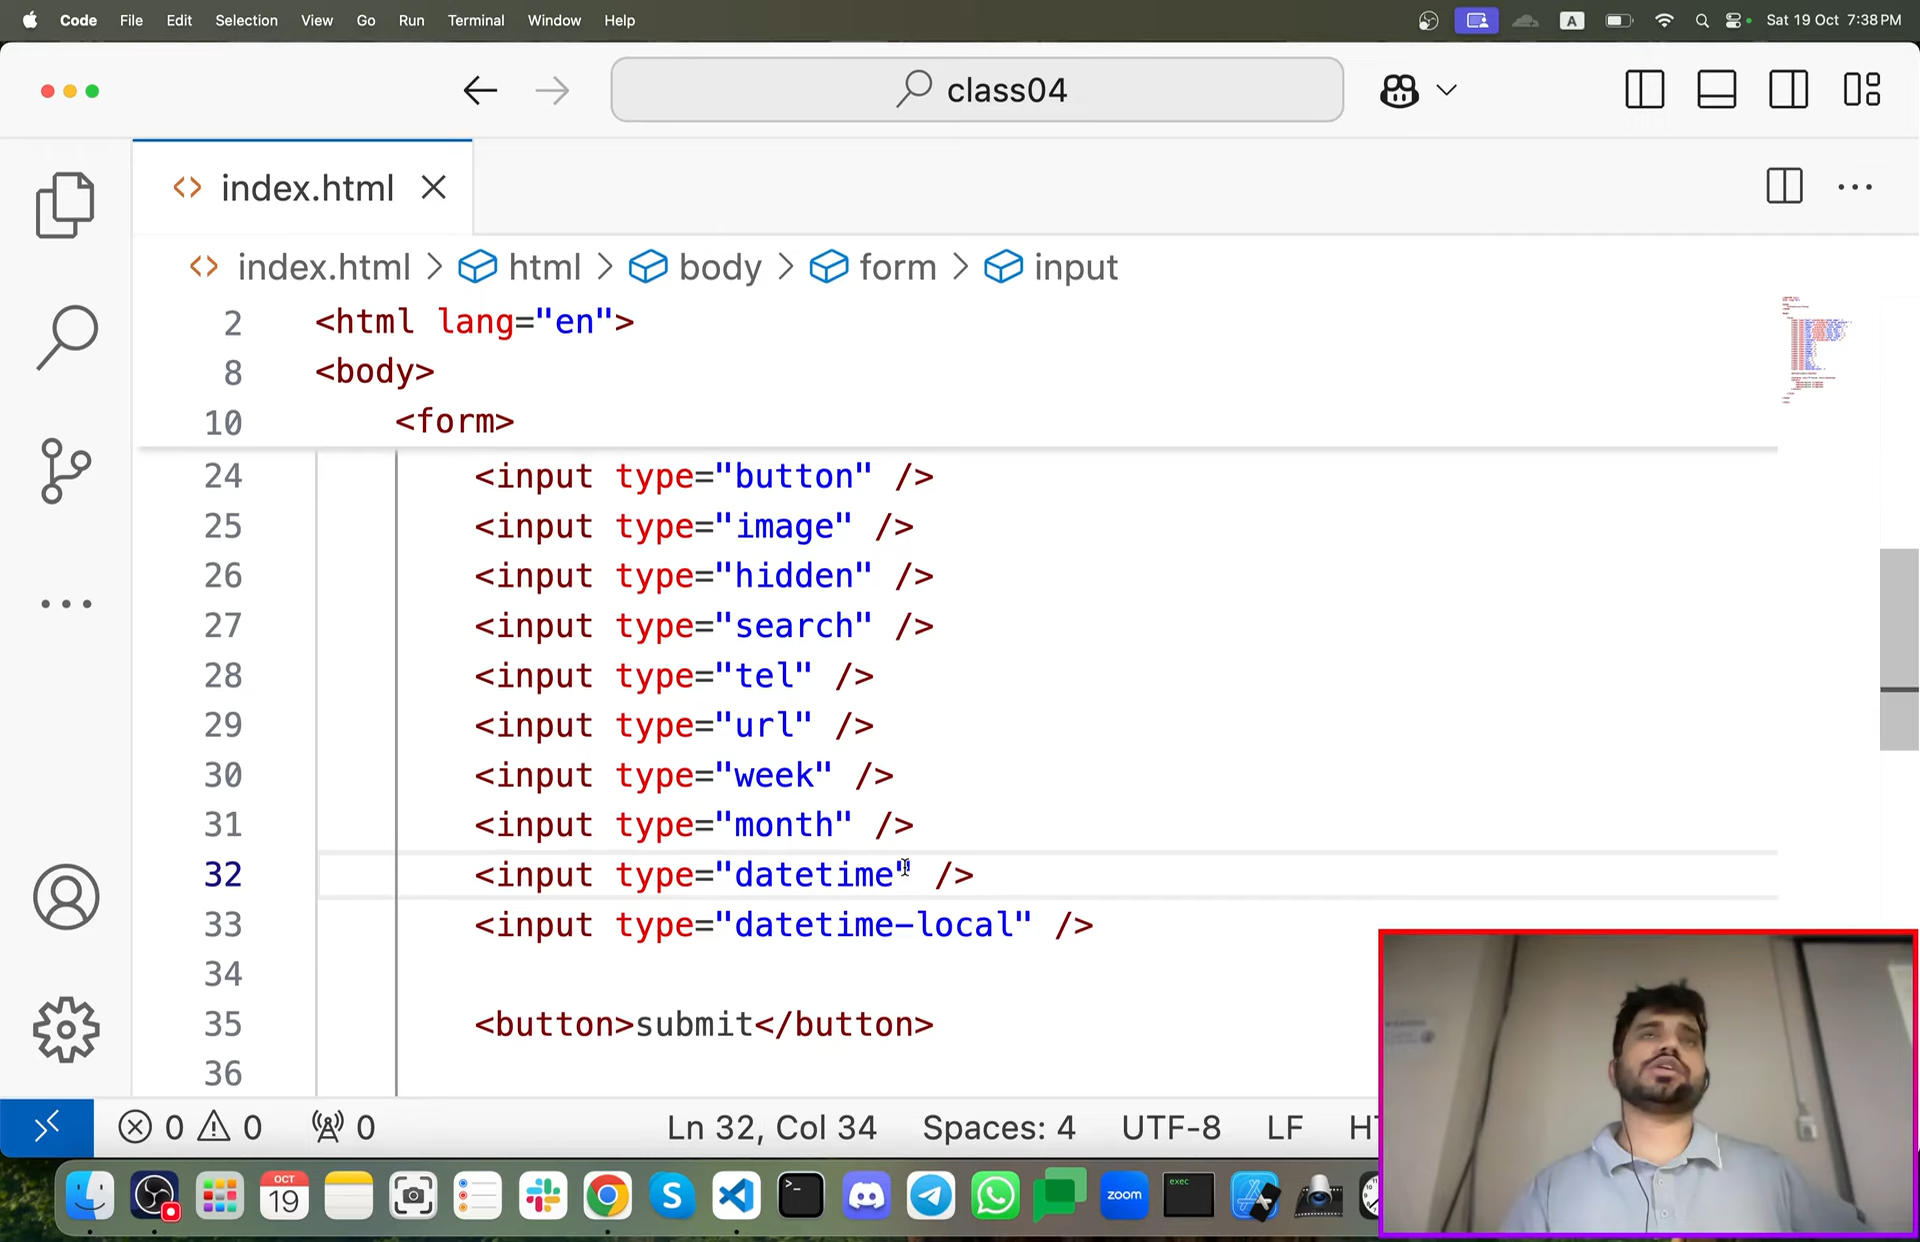 Code File Edit Selection View Go Run Terminal Window Help A Sat 19 Oct 7:38 PM
class04
index.html
index.html > html > body > form > input
2 <html lang="en">
8 <body>
10 <form>
24 <input type="button" />
25 <input type="image" />
26 <input type="hidden" />
27 <input type="search" />
28 <input type="tel" />
29 <input type="url" />
30 <input type="week" />
31 <input type="month" />
32 <input type="datetime" />
33 <input type="datetime-local" />
34
35 <button>submit</button>
36
0 0 0 Ln 32, Col 34 Spaces: 4 UTF-8 LF
OCT
19
S
>_
zoom
exec